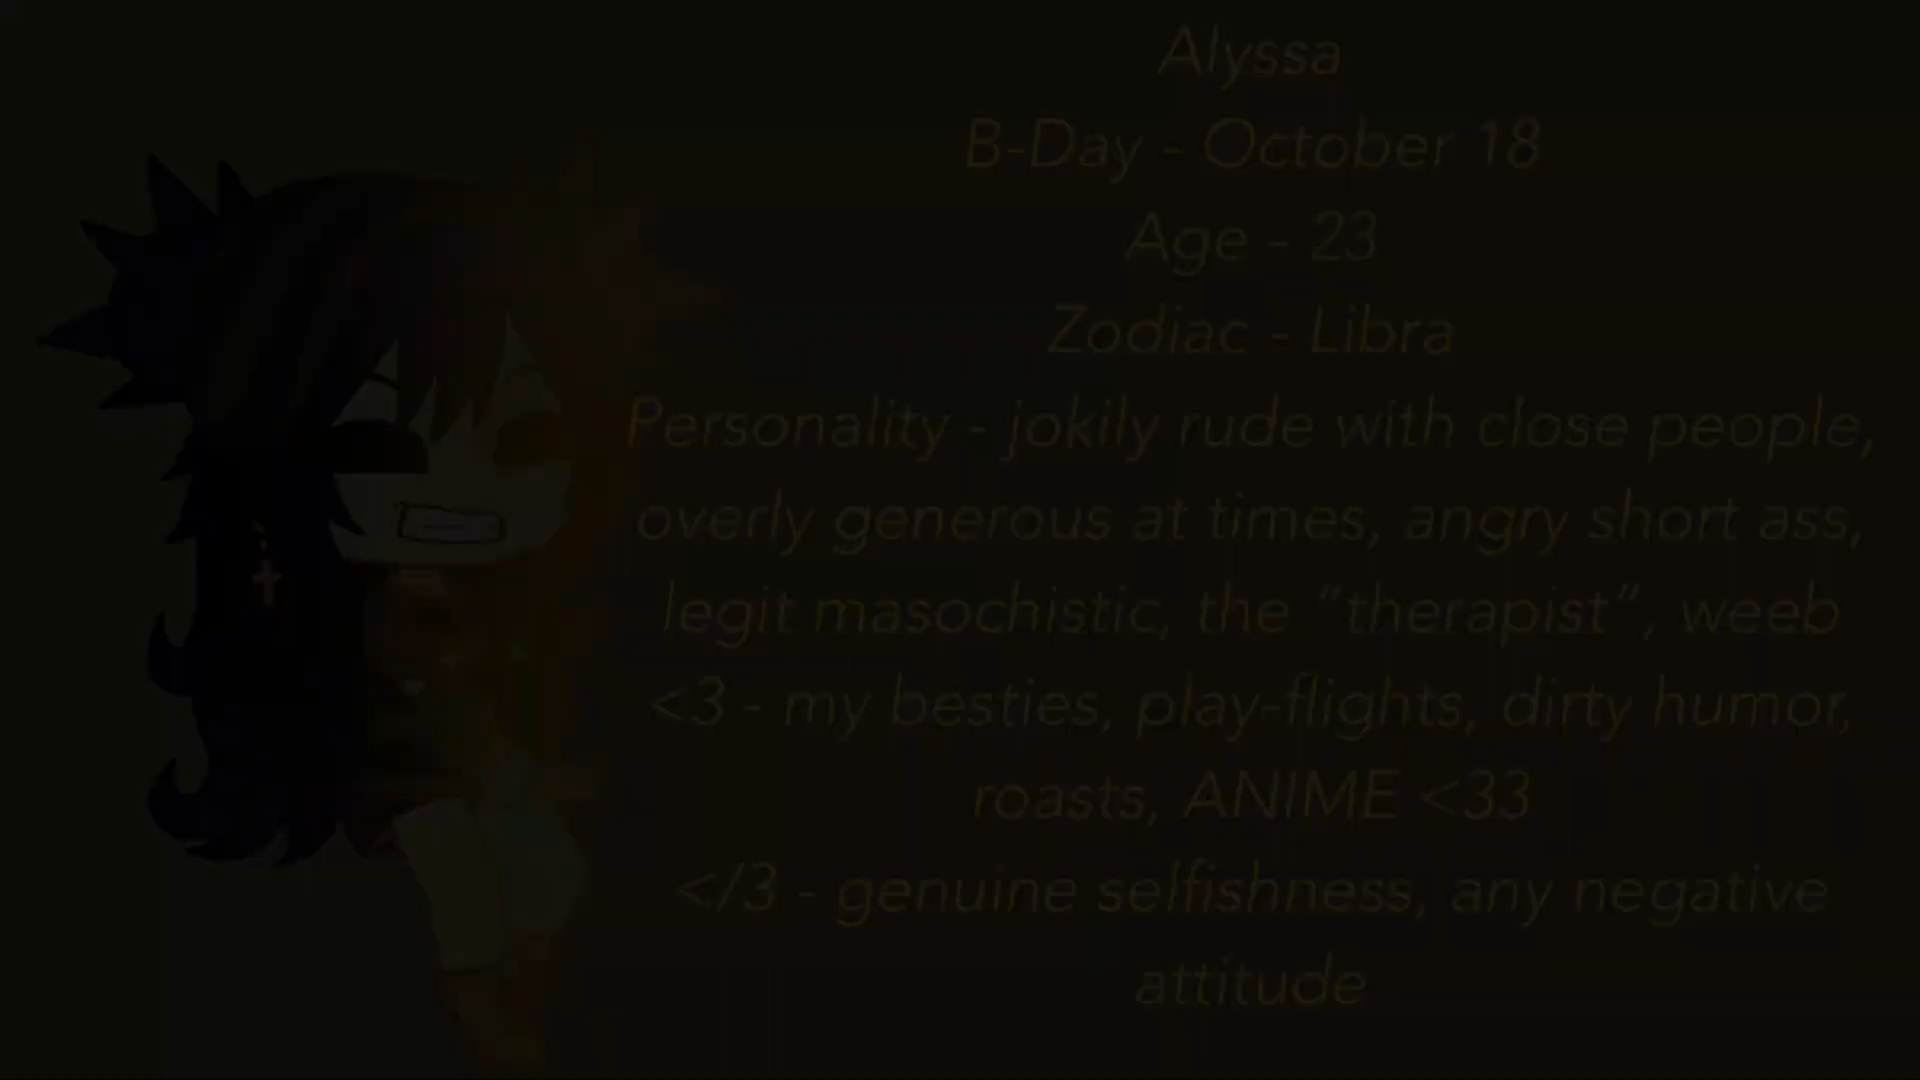 Alyssa
B-Day - October 18
Age - 23
Zodiac - Libra
Personality - jokily rude with close people,
overly generous at times, angry short ass,
legit masochistic, the “therapist”, weeb
<3 - my besties, play-flights, dirty humor,
roasts, ANIME <33
</3 - genuine selfishness, any negative
attitude